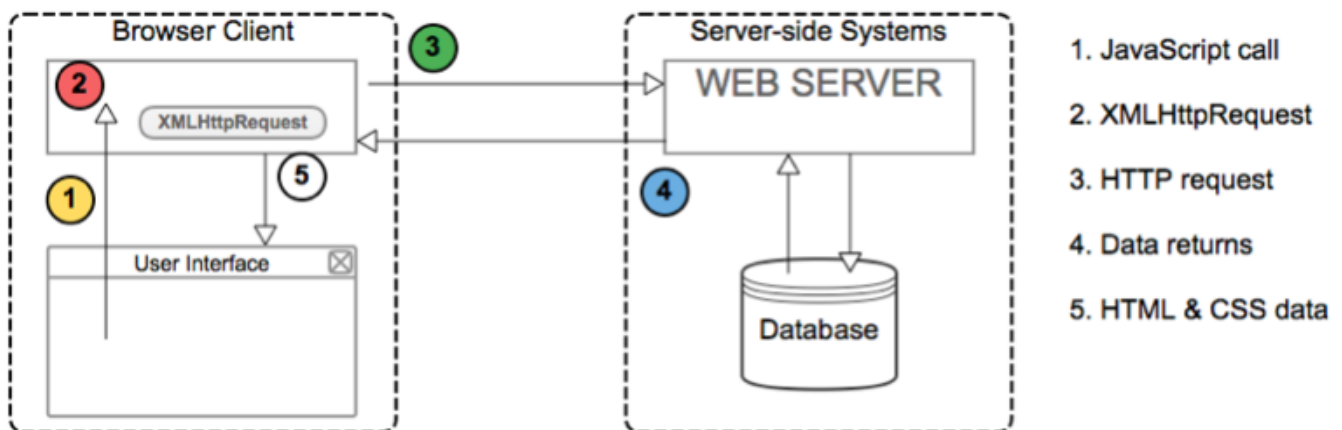 Browser Client
2
XMLHttpRequest
1
5
User Interface
3
Server-side Systems
WEB SERVER
4
Database
1. JavaScript call
2. XMLHttpRequest
3. HTTP request
4. Data returns
5. HTML & CSS data